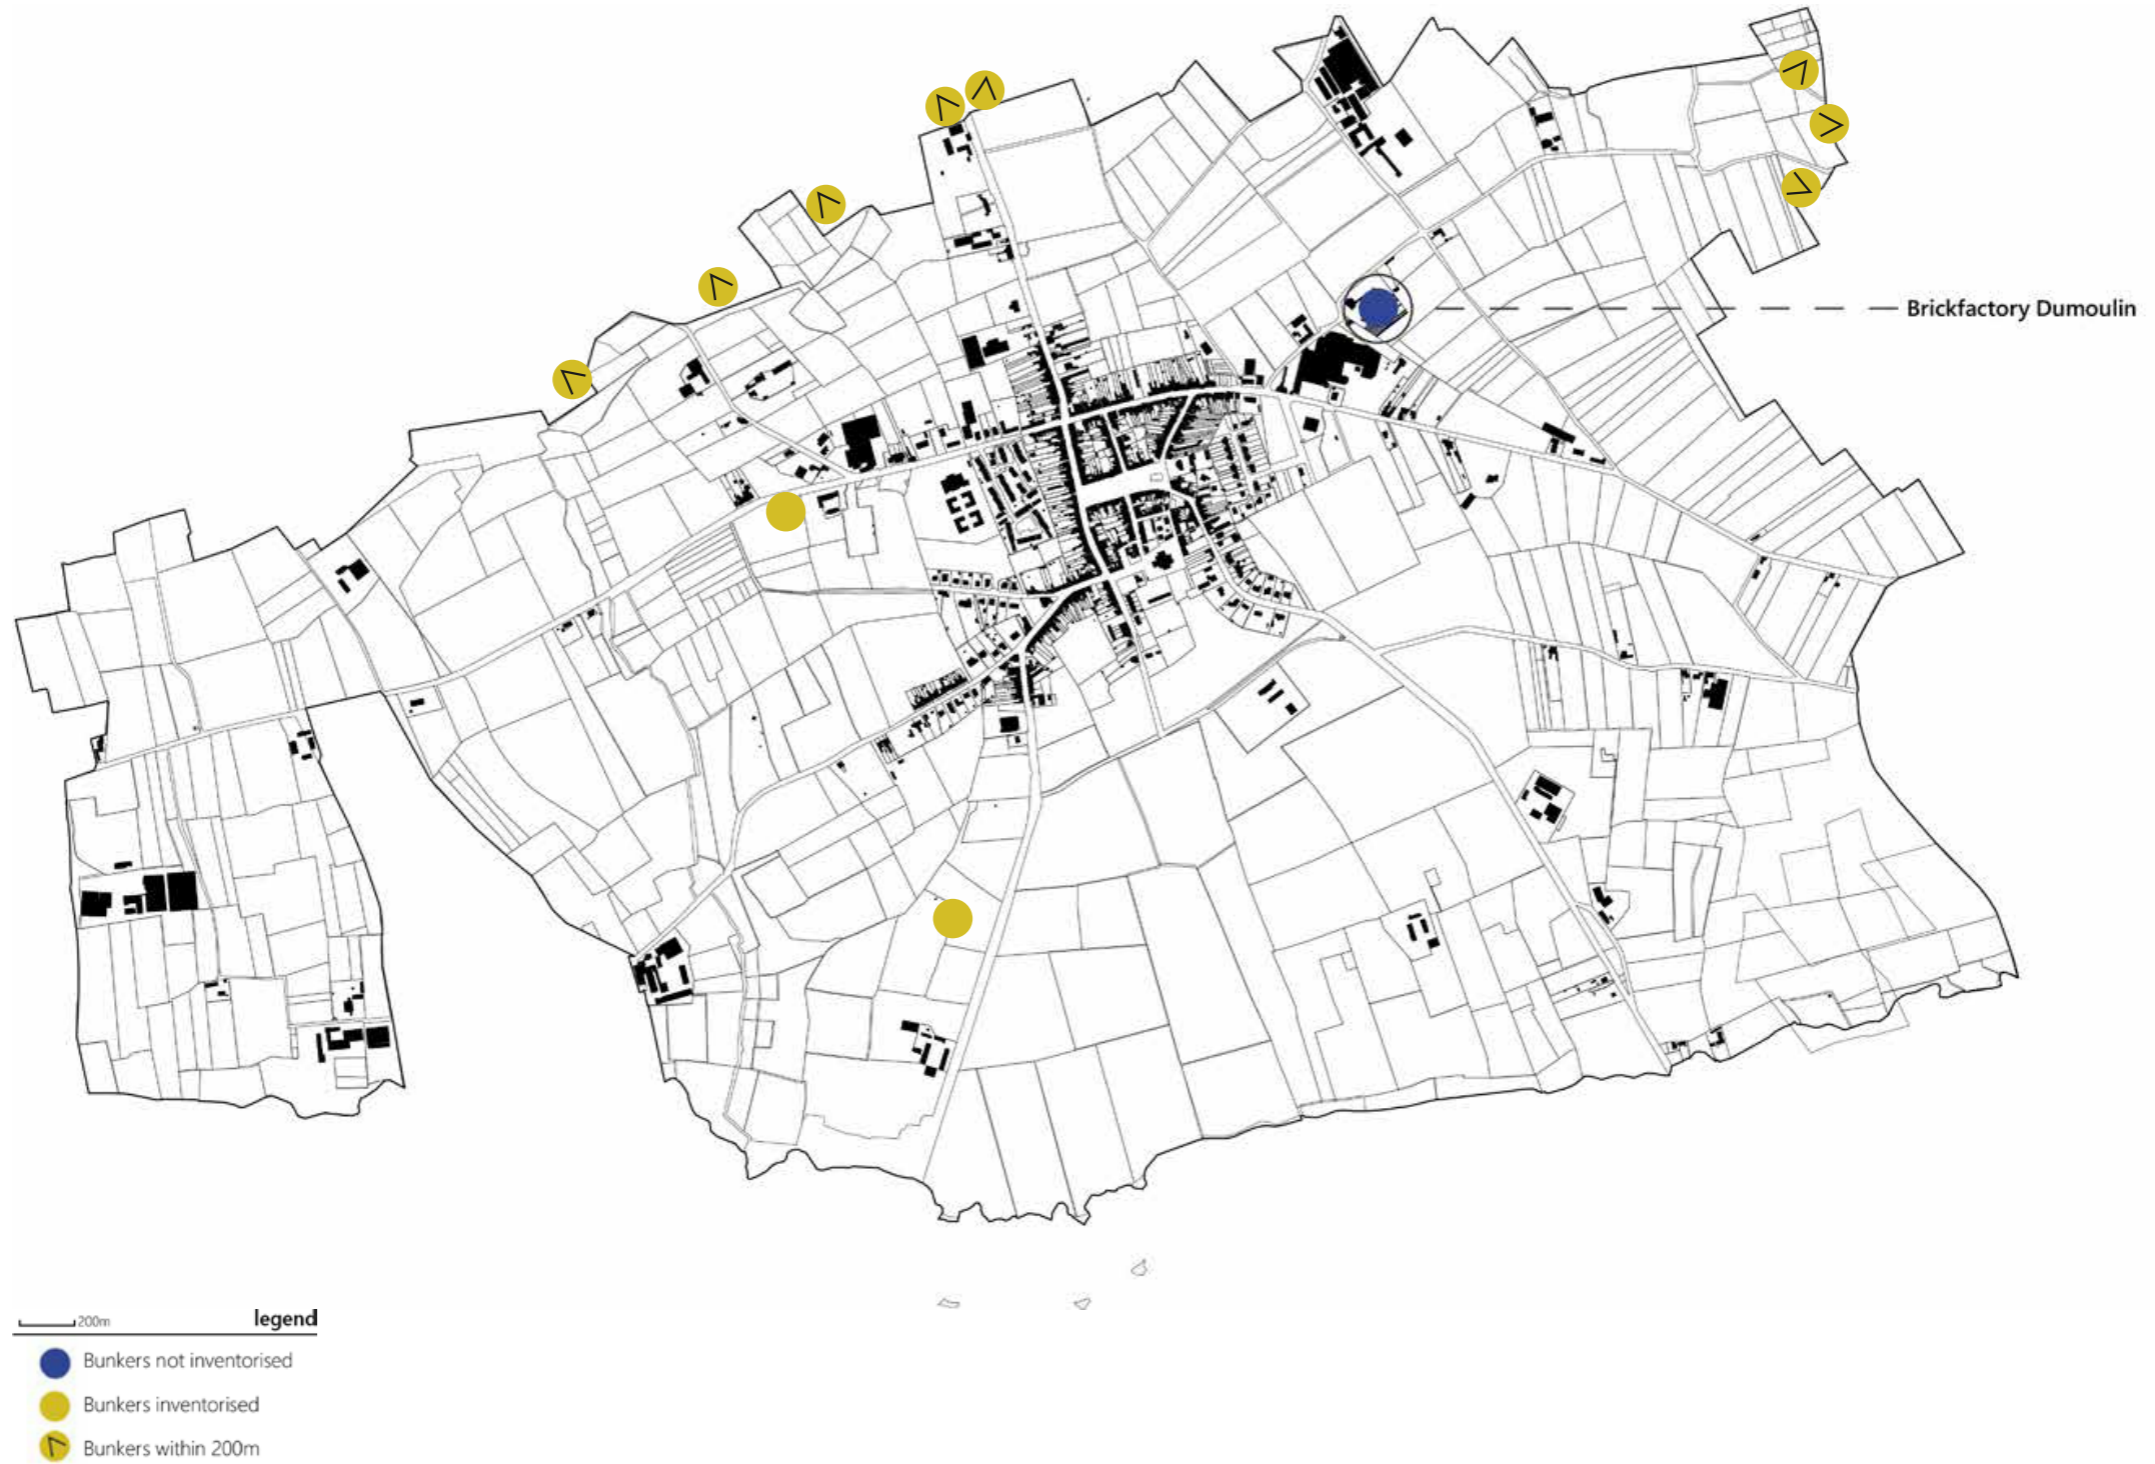 Brickfactory Dumoulin
200m
legend
Bunkers not inventorised
Bunkers inventorised
Bunkers within 200m